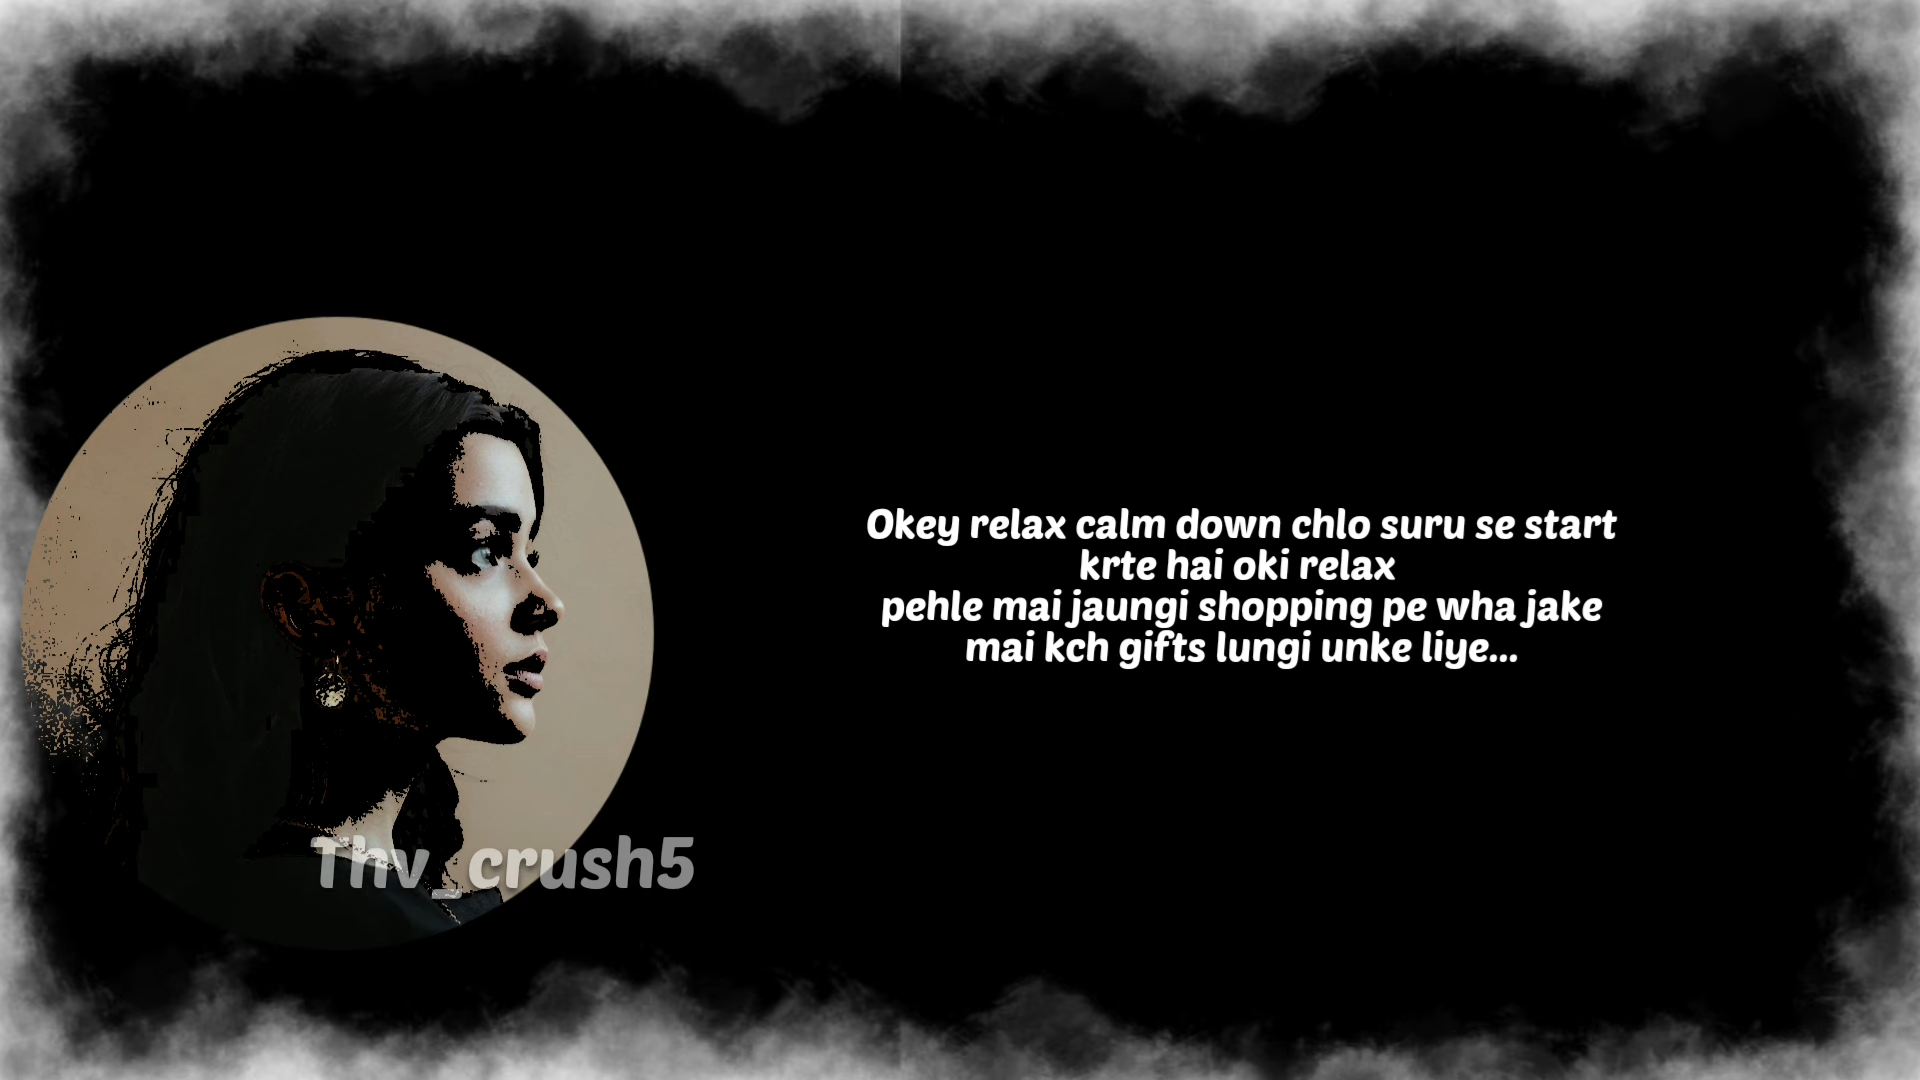 Okey relax calm down chlo suru se start
krte hai oki relax
pehle mai jaungi shopping pe wha jake
mai kch gifts lungi unke liye...
Thv_crush5